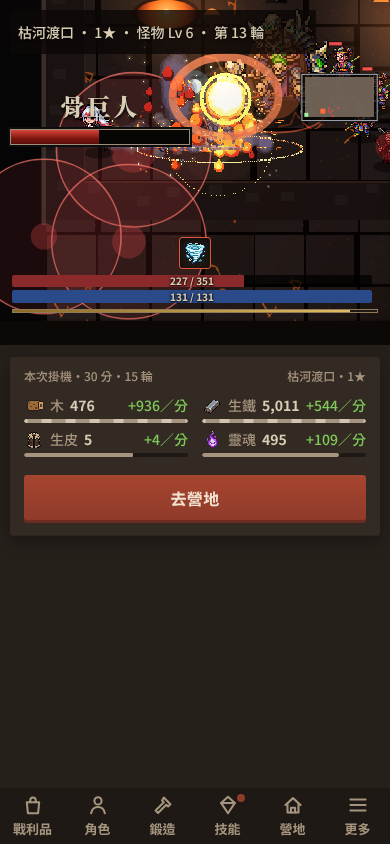 枯河渡口 • 1★ • 怪物 Lv 6 • 第 13 輪
骨巨人
227 / 351
131 / 131
本次掛機・30 分・15 輪 枯河渡口・1★
木 476 +936／分 生鐵 5,011 +544／分
生皮 5 +4／分 靈魂 495 +109／分
去營地
戰利品 角色 鍛造 技能 營地 更多